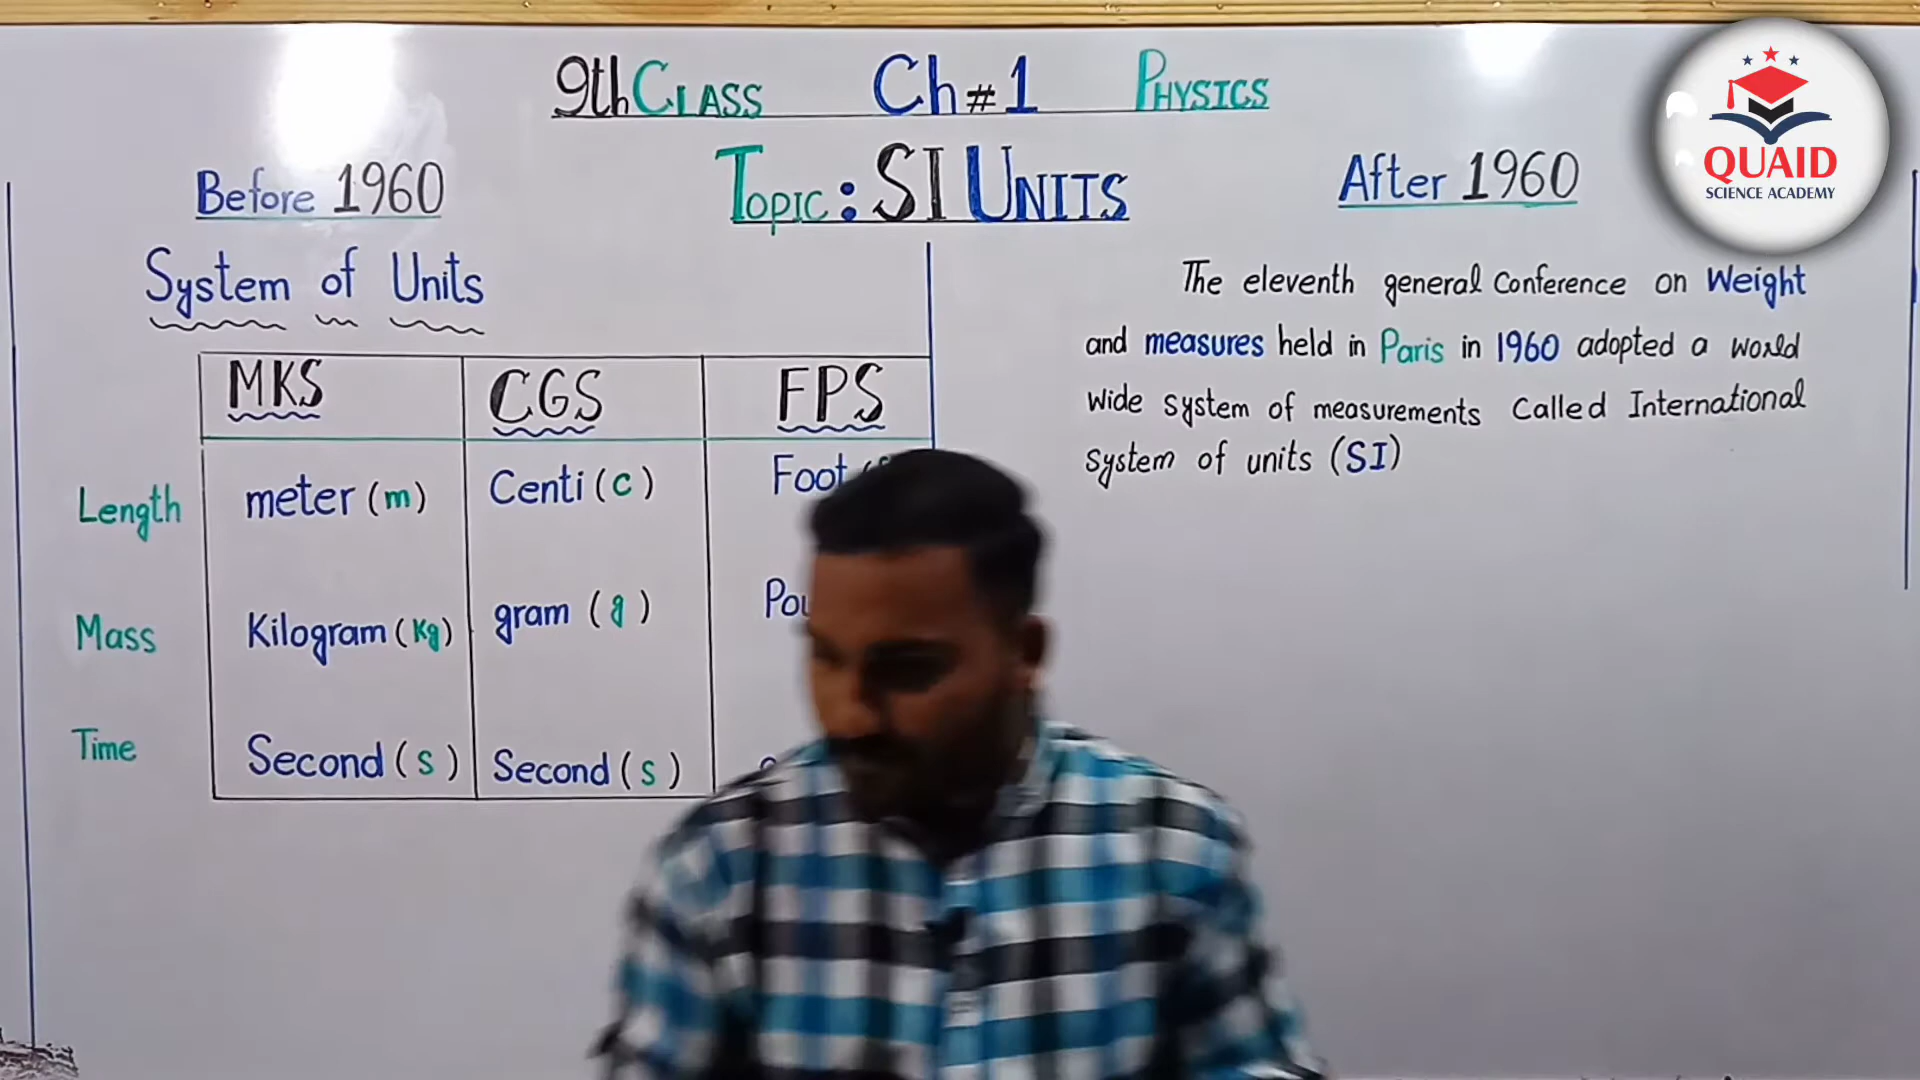 9th Class Ch#1 Physics
Topic: SI Units
Before 1960
System of Units
MKS CGS FPS
Length meter (m) Centi (c) Foot
Mass Kilogram (Kg) gram (g)
Time Second (s) Second (s)
After 1960
The eleventh general Conference on Weight
and measures held in Paris in 1960 adopted a world
wide system of measurements Called International
system of units (SI)
QUAID
SCIENCE ACADEMY